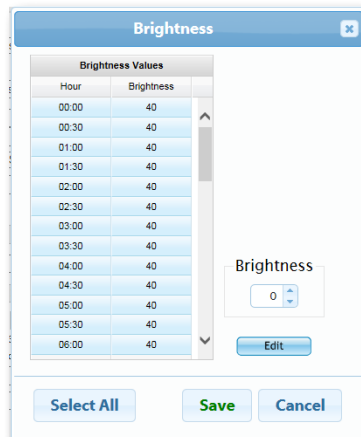 Brightness
Brightness Values
Hour Brightness
00:00 40
00:30 40
01:00 40
01:30 40
02:00 40
02:30 40
03:00 40
03:30 40
04:00 40
04:30 40
05:00 40
05:30 40
06:00 40
Brightness
0
Edit
Select All Save Cancel